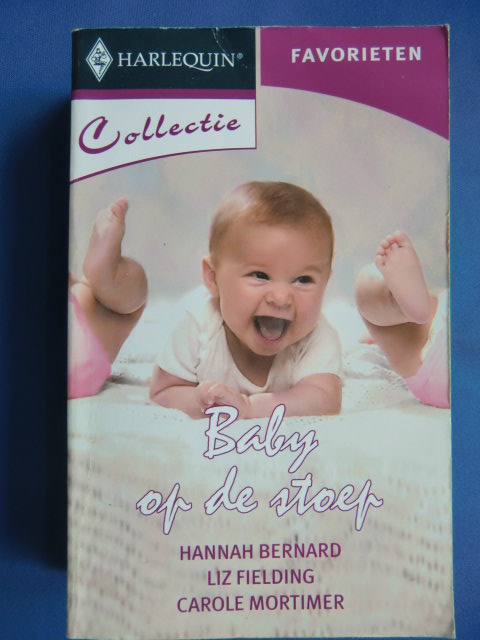 HARLEQUIN®
FAVORIETEN
Collectie
Baby
op de stoep
HANNAH BERNARD
LIZ FIELDING
CAROLE MORTIMER